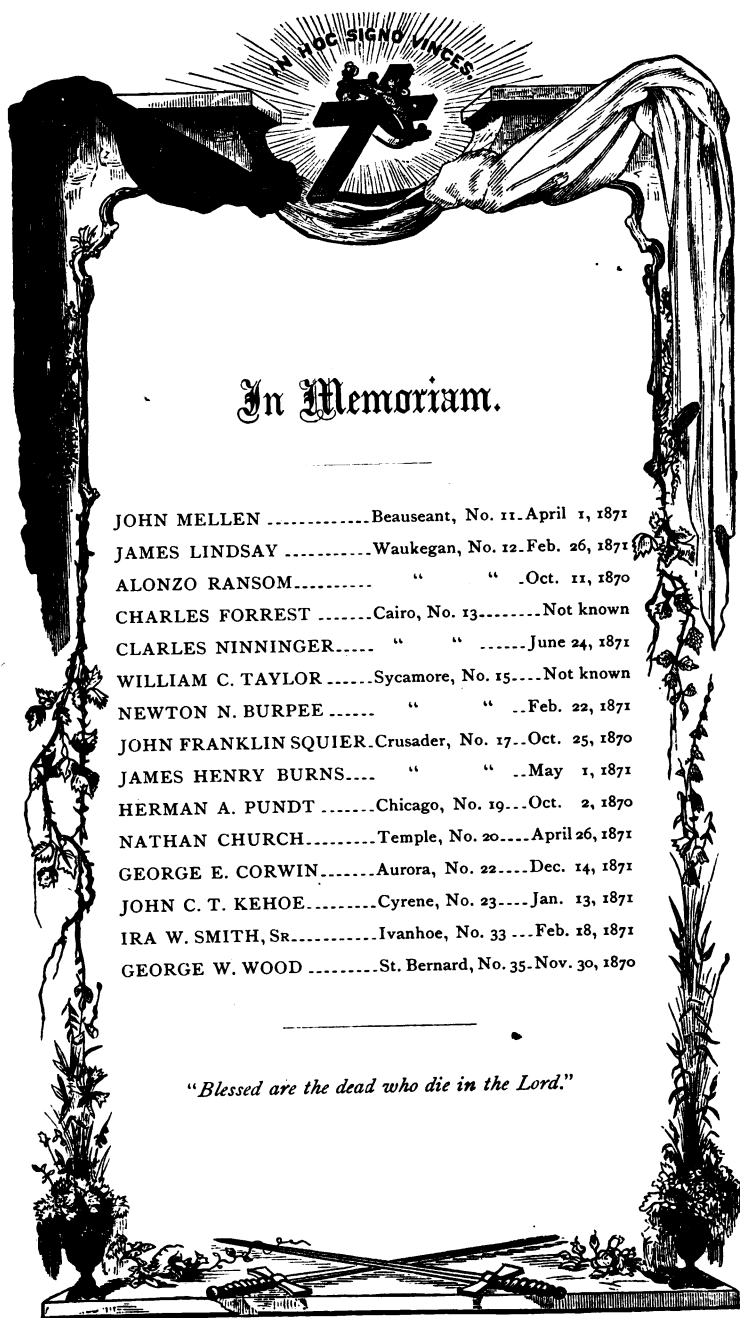 IN HOC SIGNO VINCES.
In Memoriam.
JOHN MELLEN ............. Beauseant, No. 11.. April 1, 1871
JAMES LINDSAY ........... Waukegan, No. 12. Feb. 26, 1871
ALONZO RANSOM.......... “ “ . Oct. 11, 1870
CHARLES FORREST ....... Cairo, No. 13........ Not known
CLARLES NINNINGER..... “ “ ...... June 24, 1871
WILLIAM C. TAYLOR ...... Sycamore, No. 15.... Not known
NEWTON N. BURPEE ...... “ “ .. Feb. 22, 1871
JOHN FRANKLIN SQUIER. Crusader, No. 17.. Oct. 25, 1870
JAMES HENRY BURNS.... “ “ .. May 1, 1871
HERMAN A. PUNDT ....... Chicago, No. 19... Oct. 2, 1870
NATHAN CHURCH......... Temple, No. 20.... April 26, 1871
GEORGE E. CORWIN....... Aurora, No. 22.... Dec. 14, 1871
JOHN C. T. KEHOE......... Cyrene, No. 23.... Jan. 13, 1871
IRA W. SMITH, SR........... Ivanhoe, No. 33 ... Feb. 18, 1871
GEORGE W. WOOD ......... St. Bernard, No. 35. Nov. 30, 1870
“Blessed are the dead who die in the Lord.”